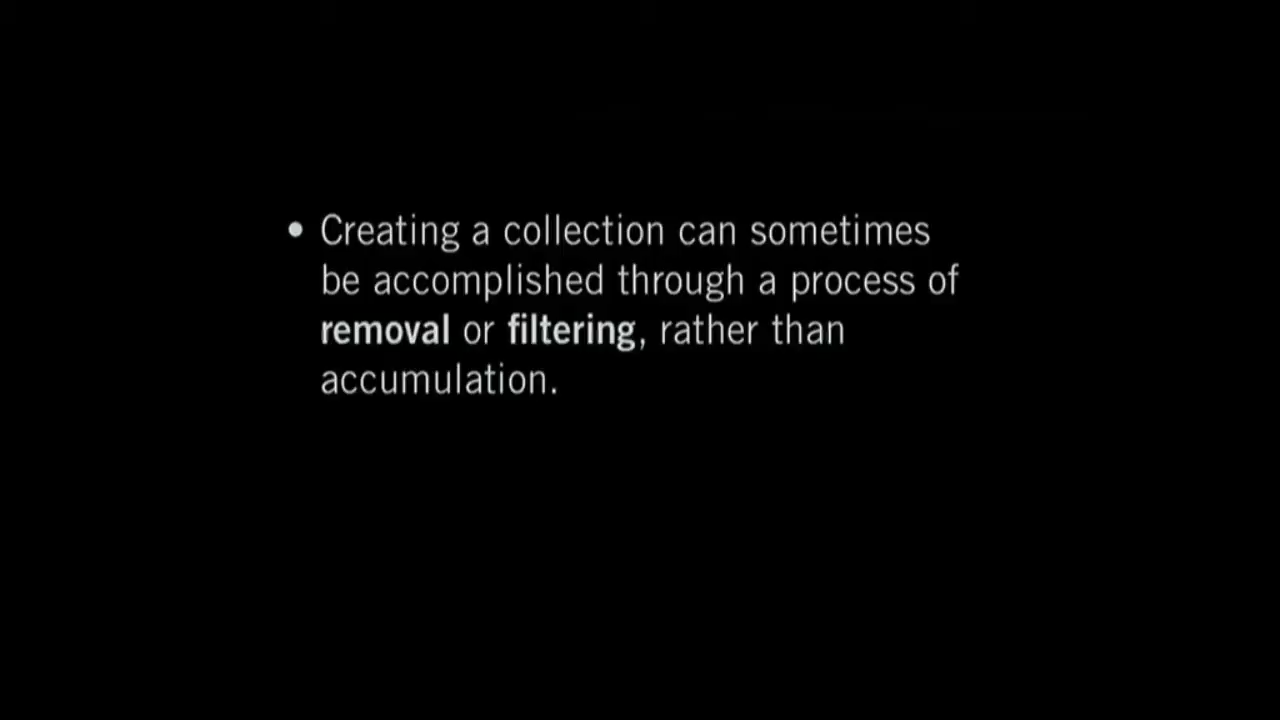 • Creating a collection can sometimes
be accomplished through a process of
removal or filtering, rather than
accumulation.